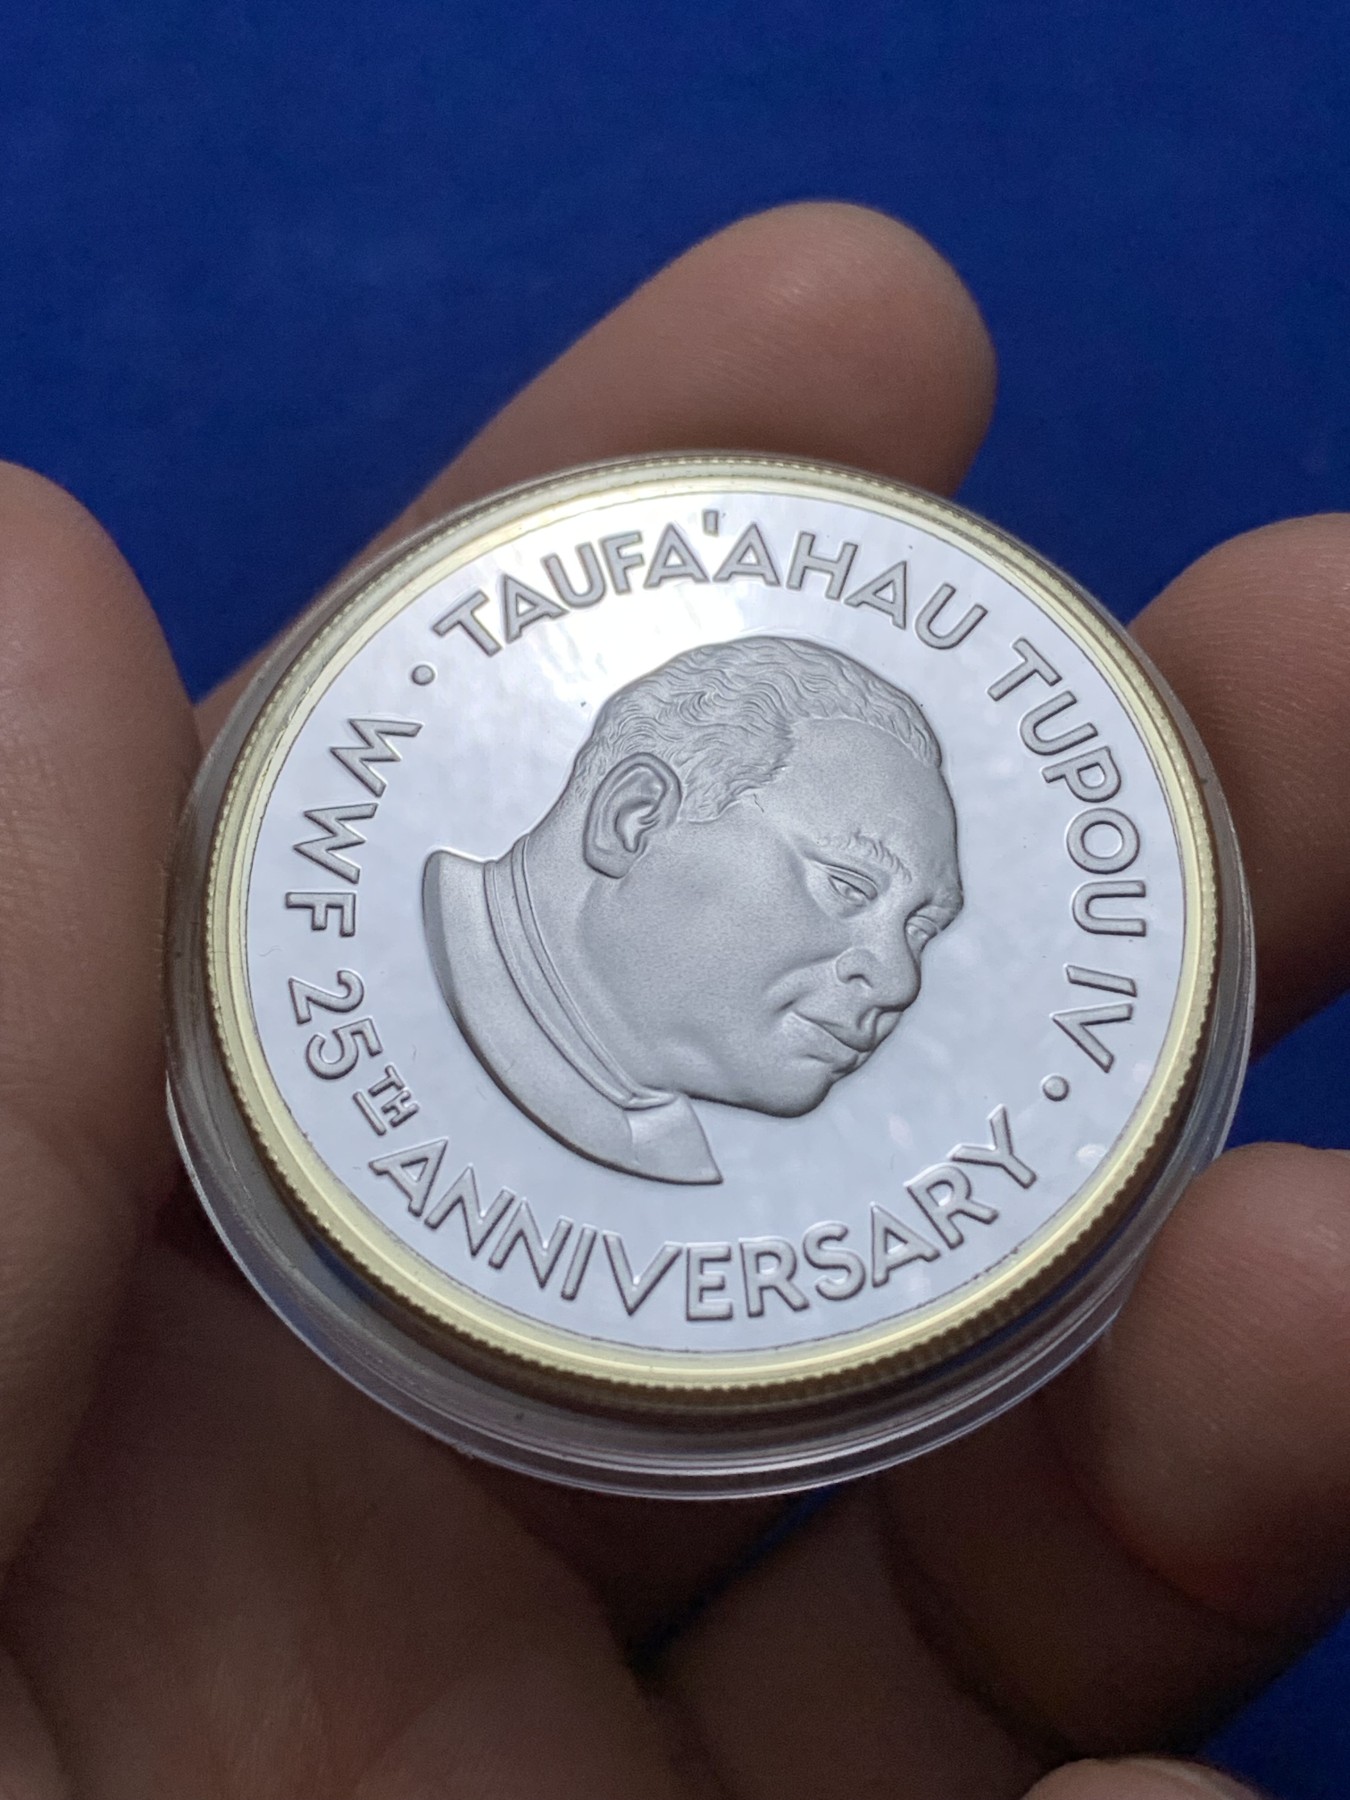 · TAUFA'AHAU TUPOU IV ·
WWF 25TH ANNIVERSARY